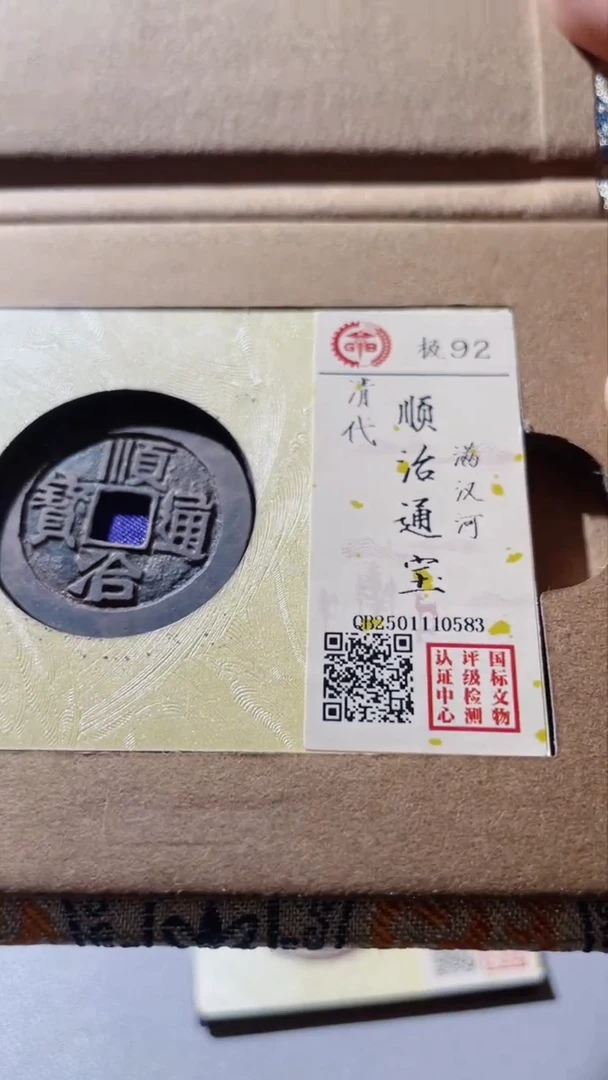 順治通寶
GB
极92
清代
顺治通宝
满汉河
QB2501110583
国标文物
评级检测
认证中心